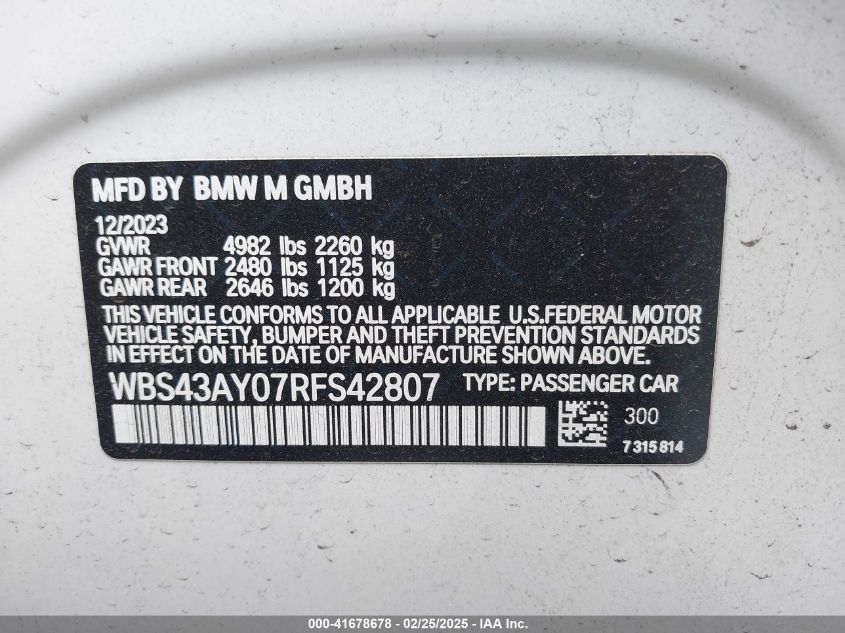 MFD BY BMW M GMBH
12/2023
GVWR 4982 lbs 2260 kg
GAWR FRONT 2480 lbs 1125 kg
GAWR REAR 2646 lbs 1200 kg
THIS VEHICLE CONFORMS TO ALL APPLICABLE U.S.FEDERAL MOTOR
VEHICLE SAFETY, BUMPER AND THEFT PREVENTION STANDARDS
IN EFFECT ON THE DATE OF MANUFACTURE SHOWN ABOVE.
WBS43AY07RFS42807 TYPE: PASSENGER CAR
300
7 315 814
000-41678678 - 02/25/2025 - IAA Inc.